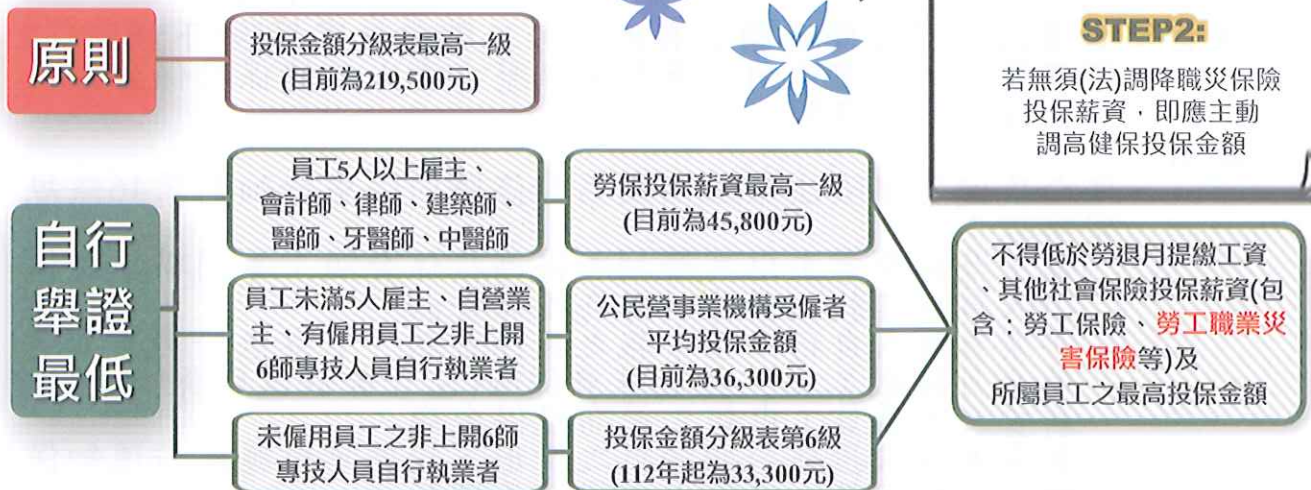 原則
投保金額分級表最高一級
(目前為219,500元)
STEP2:
若無須(法)調降職災保險
投保薪資，即應主動
調高健保投保金額
自行
舉證
最低
員工5人以上雇主、
會計師、律師、建築師、
醫師、牙醫師、中醫師
勞保投保薪資最高一級
(目前為45,800元)
員工未滿5人雇主、自營業
主、有僱用員工之非上開
6師專技人員自行執業者
公民營事業機構受僱者
平均投保金額
(目前為36,300元)
未僱用員工之非上開6師
專技人員自行執業者
投保金額分級表第6級
(112年起為33,300元)
不得低於勞退月提繳工資
、其他社會保險投保薪資(包
含：勞工保險、勞工職業災
害保險等)及
所屬員工之最高投保金額